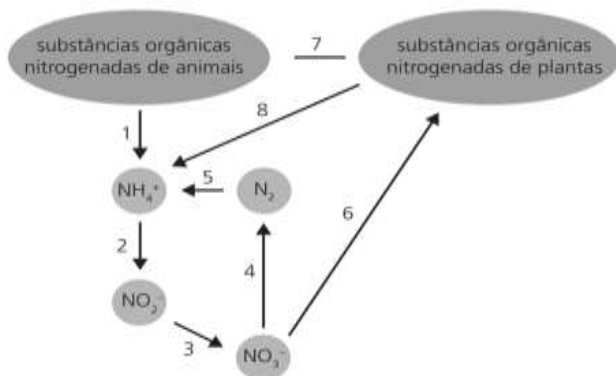 substâncias orgânicas
nitrogenadas de animais
7
substâncias orgânicas
nitrogenadas de plantas
1
8
NH₄⁺
5
N₂
2
4
6
NO₂⁻
3
NO₃⁻